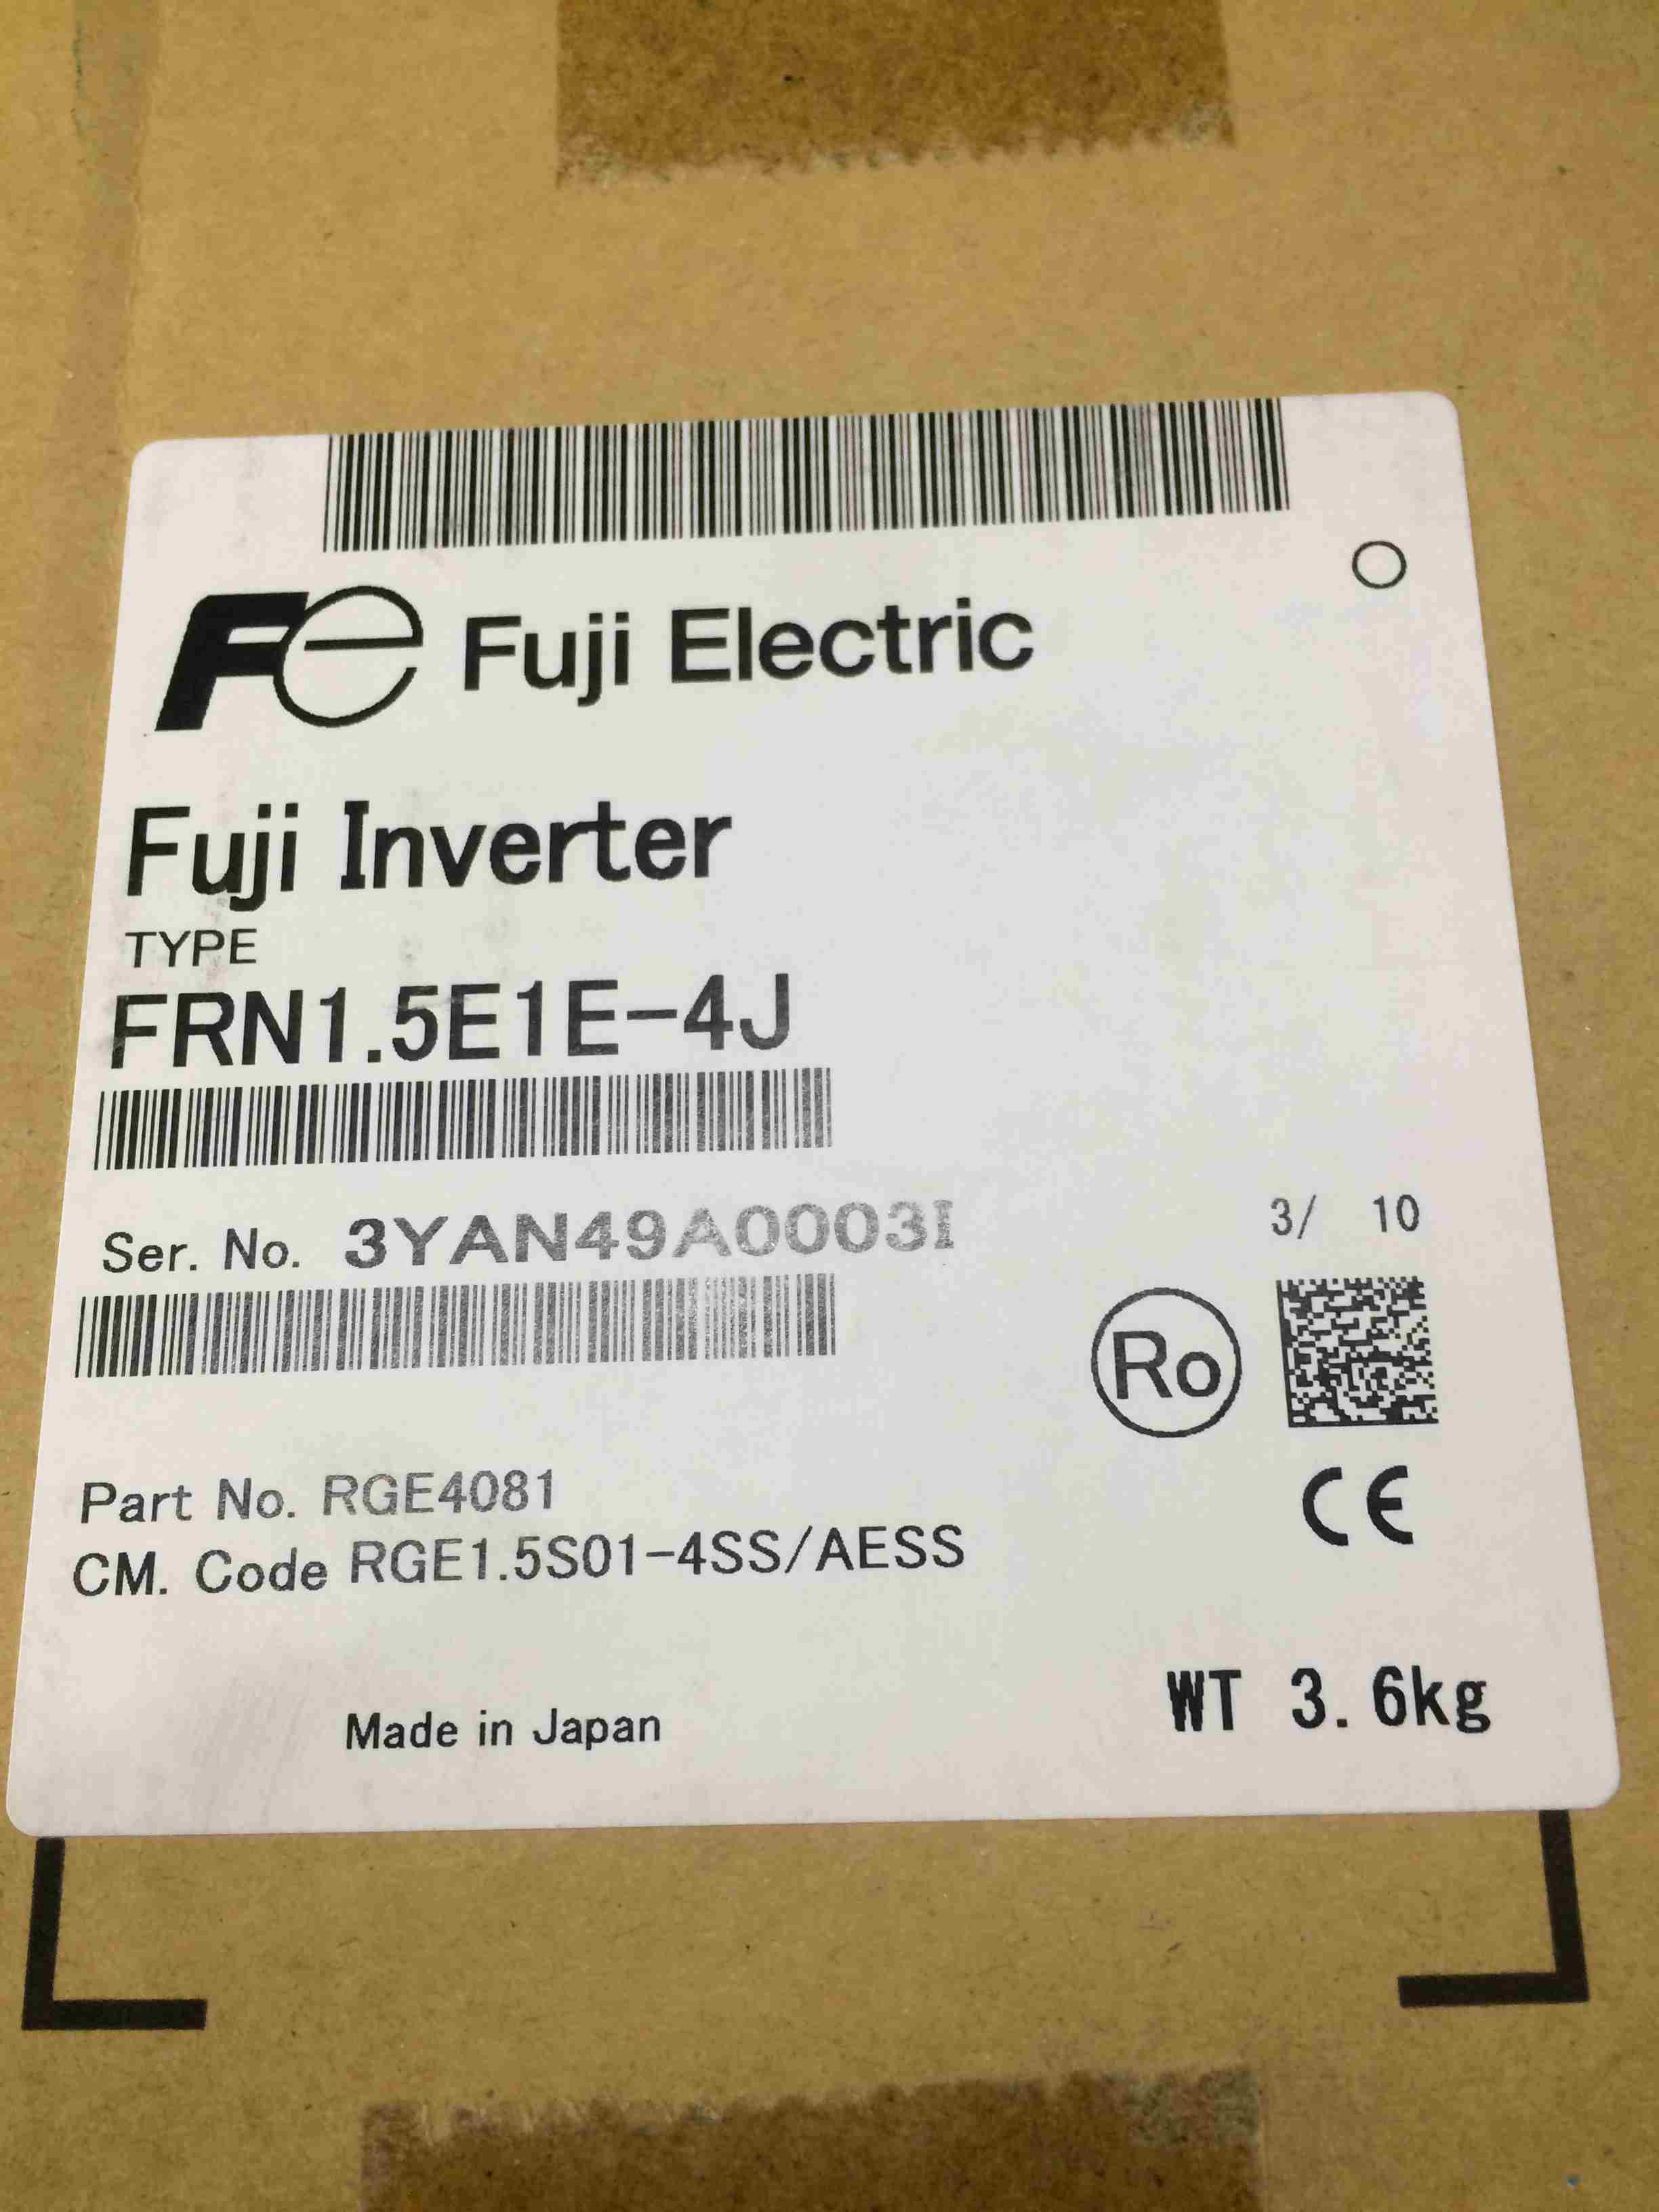 Fe Fuji Electric
Fuji Inverter
TYPE
FRN1.5E1E-4J
Ser. No. 3YAN49A0003I
3/ 10
Ro
Part No. RGE4081
CE
CM. Code RGE1.5S01-4SS/AESS
Made in Japan
WT 3.6kg